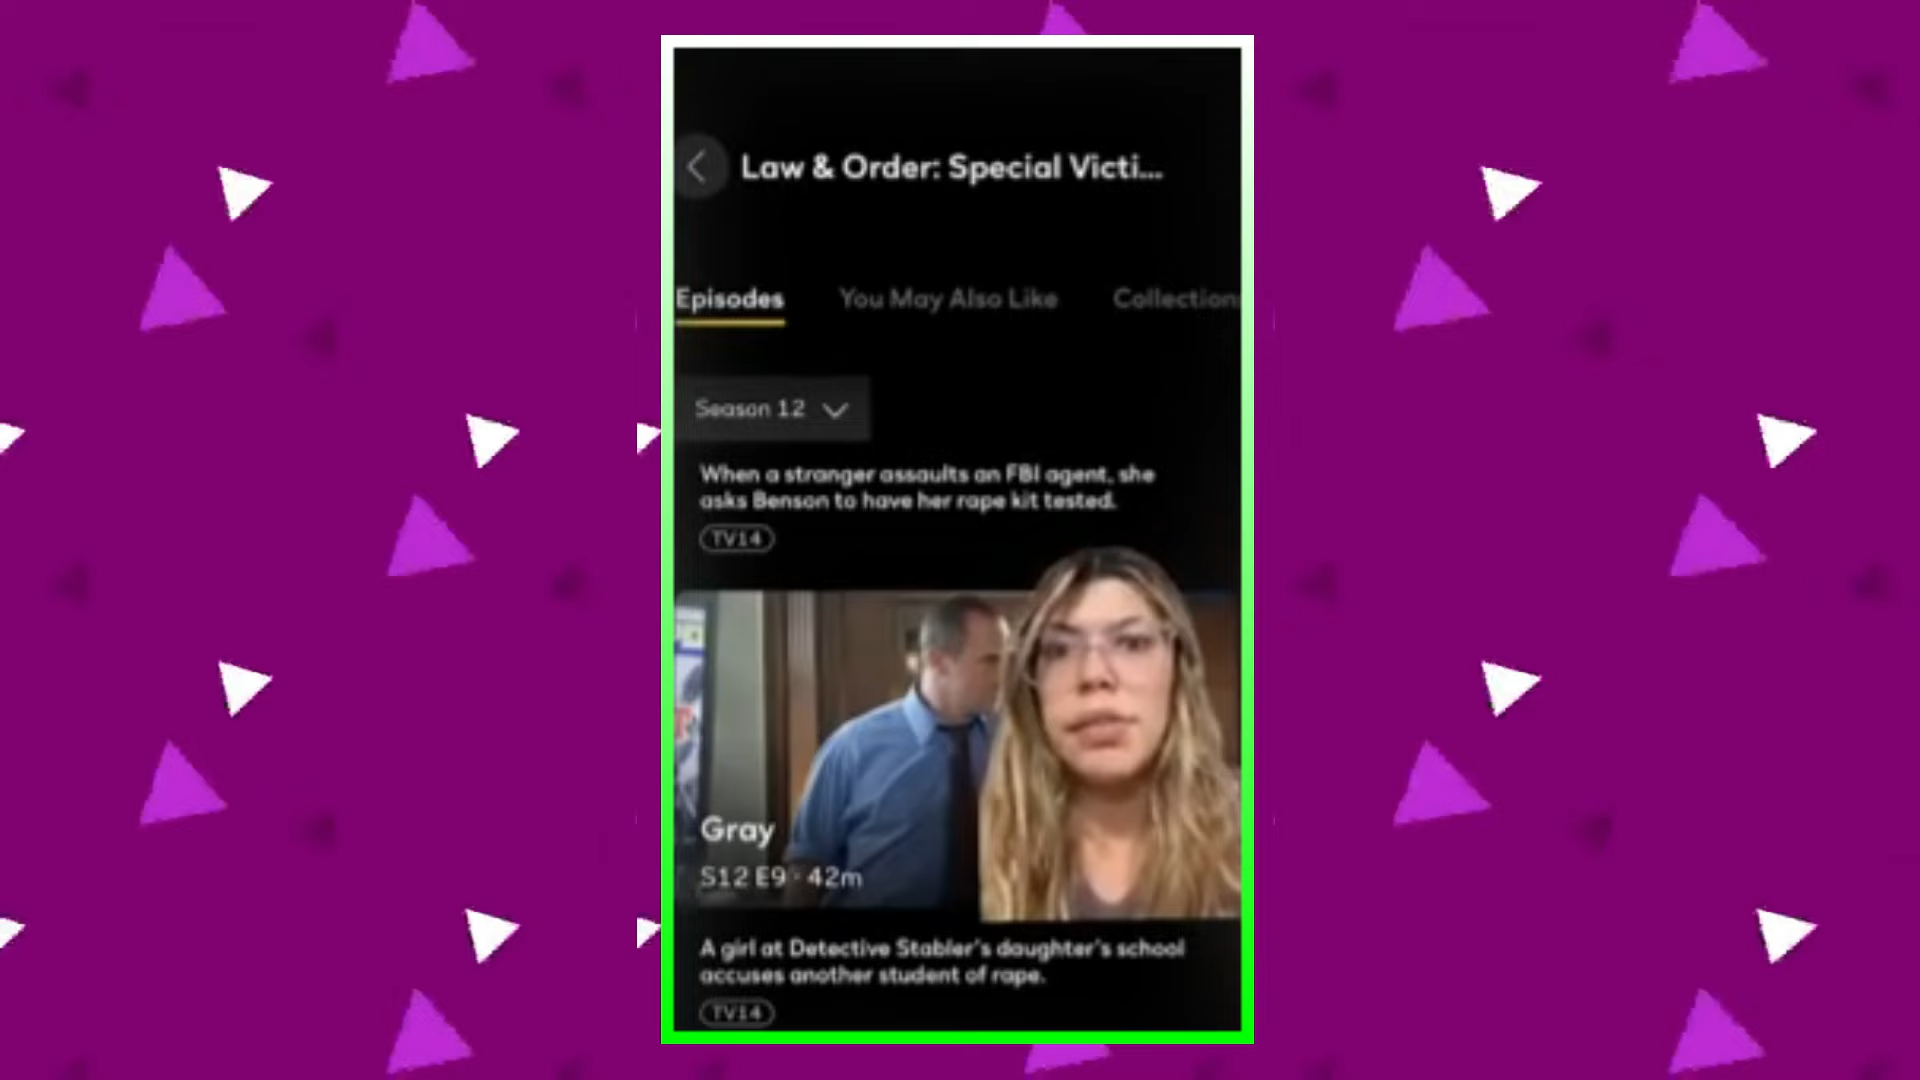 Law & Order: Special Victi...
Episodes You May Also Like Collection
Season 12
When a stranger assaults an FBI agent, she
asks Benson to have her rape kit tested.
TV14
Gray
S12 E9 · 42m
A girl at Detective Stabler's daughter's school
accuses another student of rape.
TV14